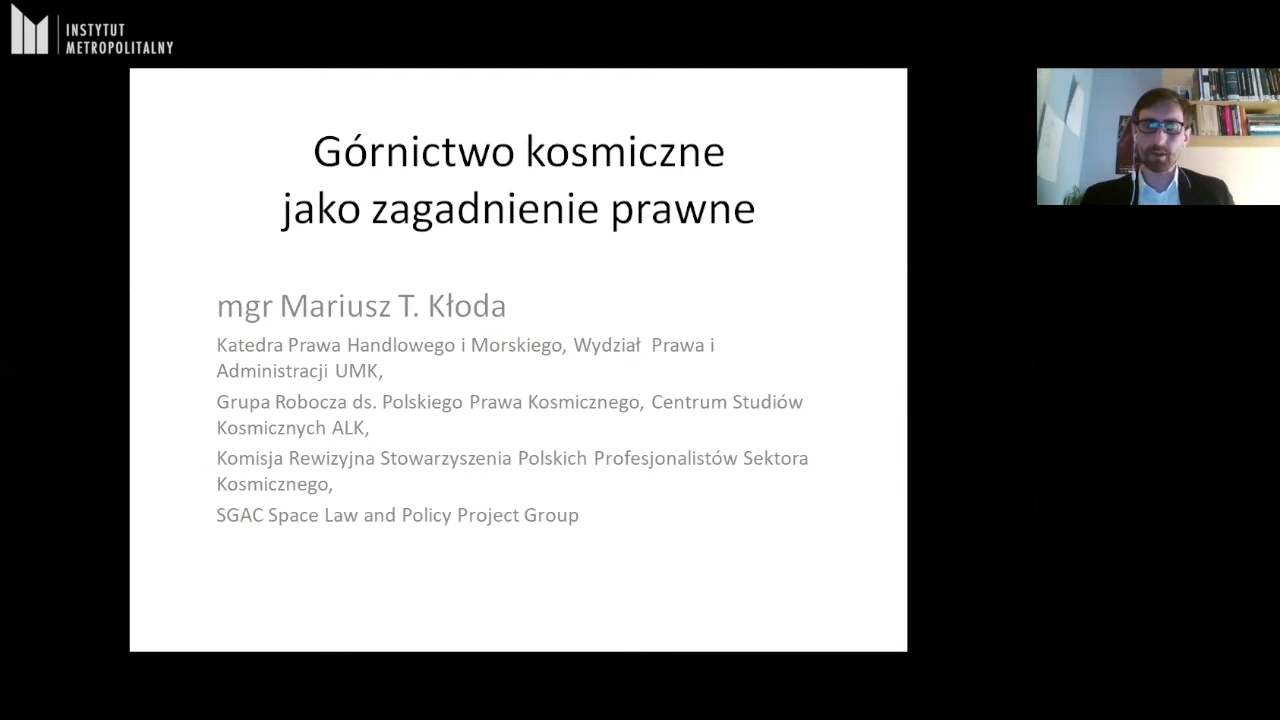 INSTYTUT
METROPOLITALNY
Górnictwo kosmiczne
jako zagadnienie prawne
mgr Mariusz T. Kłoda
Katedra Prawa Handlowego i Morskiego, Wydział Prawa i
Administracji UMK,
Grupa Robocza ds. Polskiego Prawa Kosmicznego, Centrum Studiów
Kosmicznych ALK,
Komisja Rewizyjna Stowarzyszenia Polskich Profesjonalistów Sektora
Kosmicznego,
SGAC Space Law and Policy Project Group